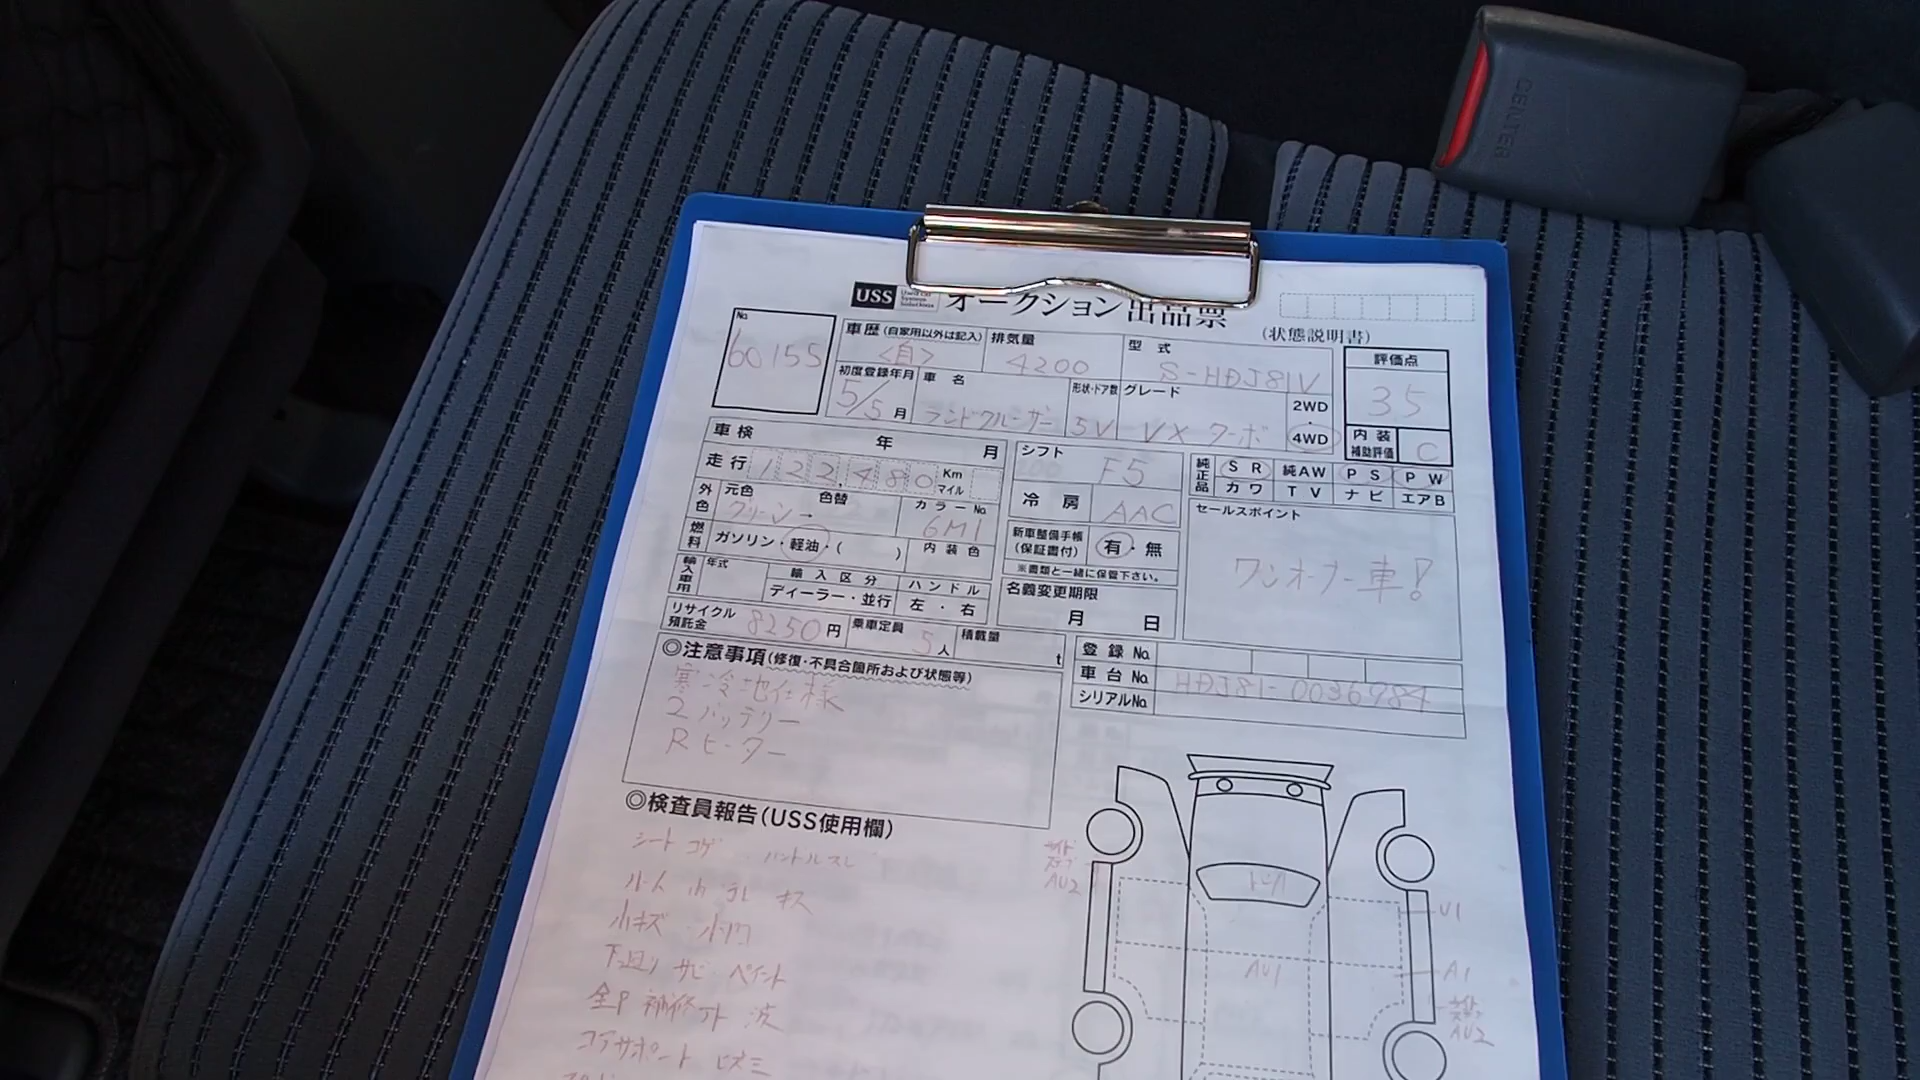 CENTER
USS オークション出品票
(状態説明書)
No.
60155
車歴 (自家用以外は記入)
<自>
排気量
4200
型式
S-HDJ81V
評価点
35
初度登録年月
5/5月
車名
ランドクルーザー
形状・ドア数
5V
グレード
VX ターボ
2WD
・
4WD
内装
補助評価
C
車検 年 月
走行 122,480 Km
マイル
シフト
F5
冷房 AAC
純正品
SR 純AW PS PW
カワ TV ナビ エアB
外色
元色 色替
グリーン→
カラーNo.
6M1
燃料
ガソリン・軽油・( )
内装色
新車整備手帳
(保証書付)
有・無
※書類と一緒に保管下さい。
セールスポイント
ワンオーナー車!
輸入車用
年式
輸入区分
ディーラー・並行
ハンドル
左・右
名義変更期限
月 日
リサイクル
預託金
8250円
乗車定員
5人
積載量
t
登録No.
車台No. HDJ81-0036984
シリアルNo.
◎注意事項(修復・不具合箇所および状態等)
寒冷地仕様
2バッテリー
Rヒーター
◎検査員報告(USS使用欄)
シート コゲ ハンドルスレ
小キズ
下回り サビ ペイント
コアサポート
AU2
U1
AU1
A1
AU2